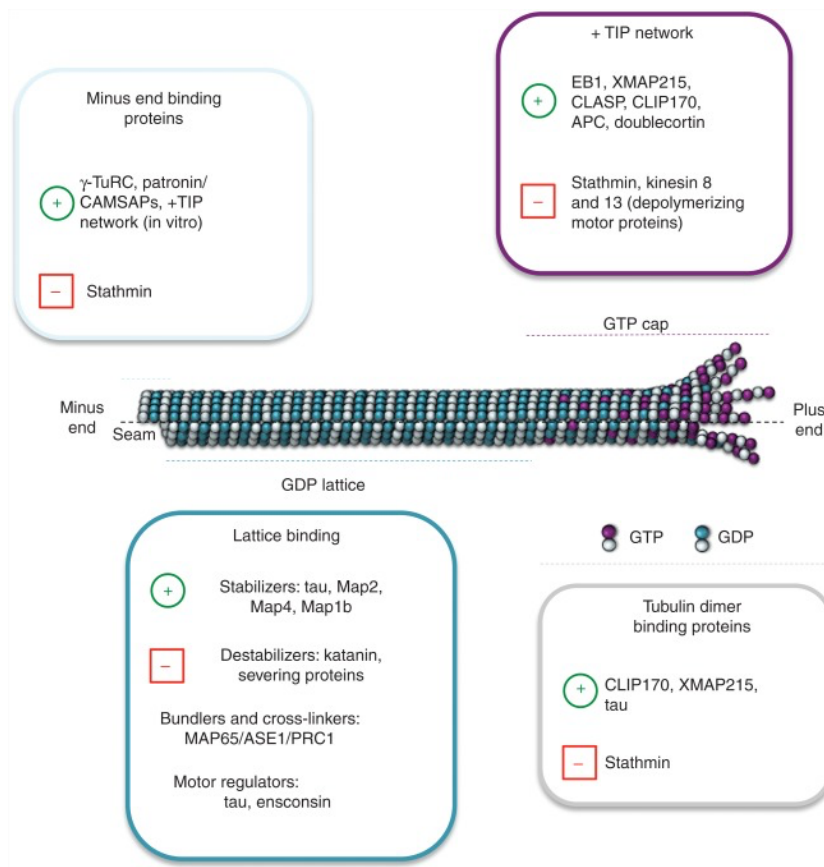 + TIP network
+
EB1, XMAP215,
CLASP, CLIP170,
APC, doublecortin
−
Stathmin, kinesin 8
and 13 (depolymerizing
motor proteins)
Minus end binding
proteins
+
γ-TuRC, patronin/
CAMSAPs, +TIP
network (in vitro)
−
Stathmin
GTP cap
Minus
end
Seam
Plus
end
GDP lattice
GTP
GDP
Lattice binding
+
Stabilizers: tau, Map2,
Map4, Map1b
−
Destabilizers: katanin,
severing proteins
Bundlers and cross-linkers:
MAP65/ASE1/PRC1
Motor regulators:
tau, ensconsin
Tubulin dimer
binding proteins
+
CLIP170, XMAP215,
tau
−
Stathmin